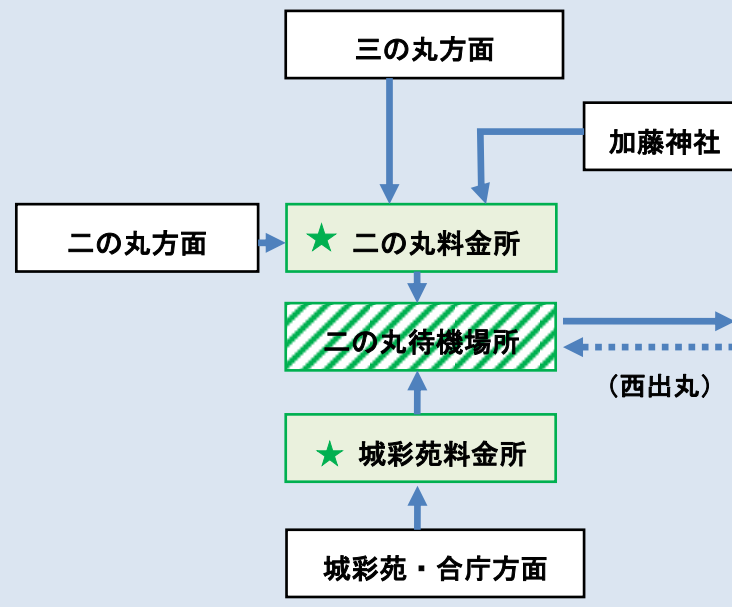 三の丸方面
加藤神社
二の丸方面
★ 二の丸料金所
二の丸待機場所
（西出丸）
★ 城彩苑料金所
城彩苑・合庁方面